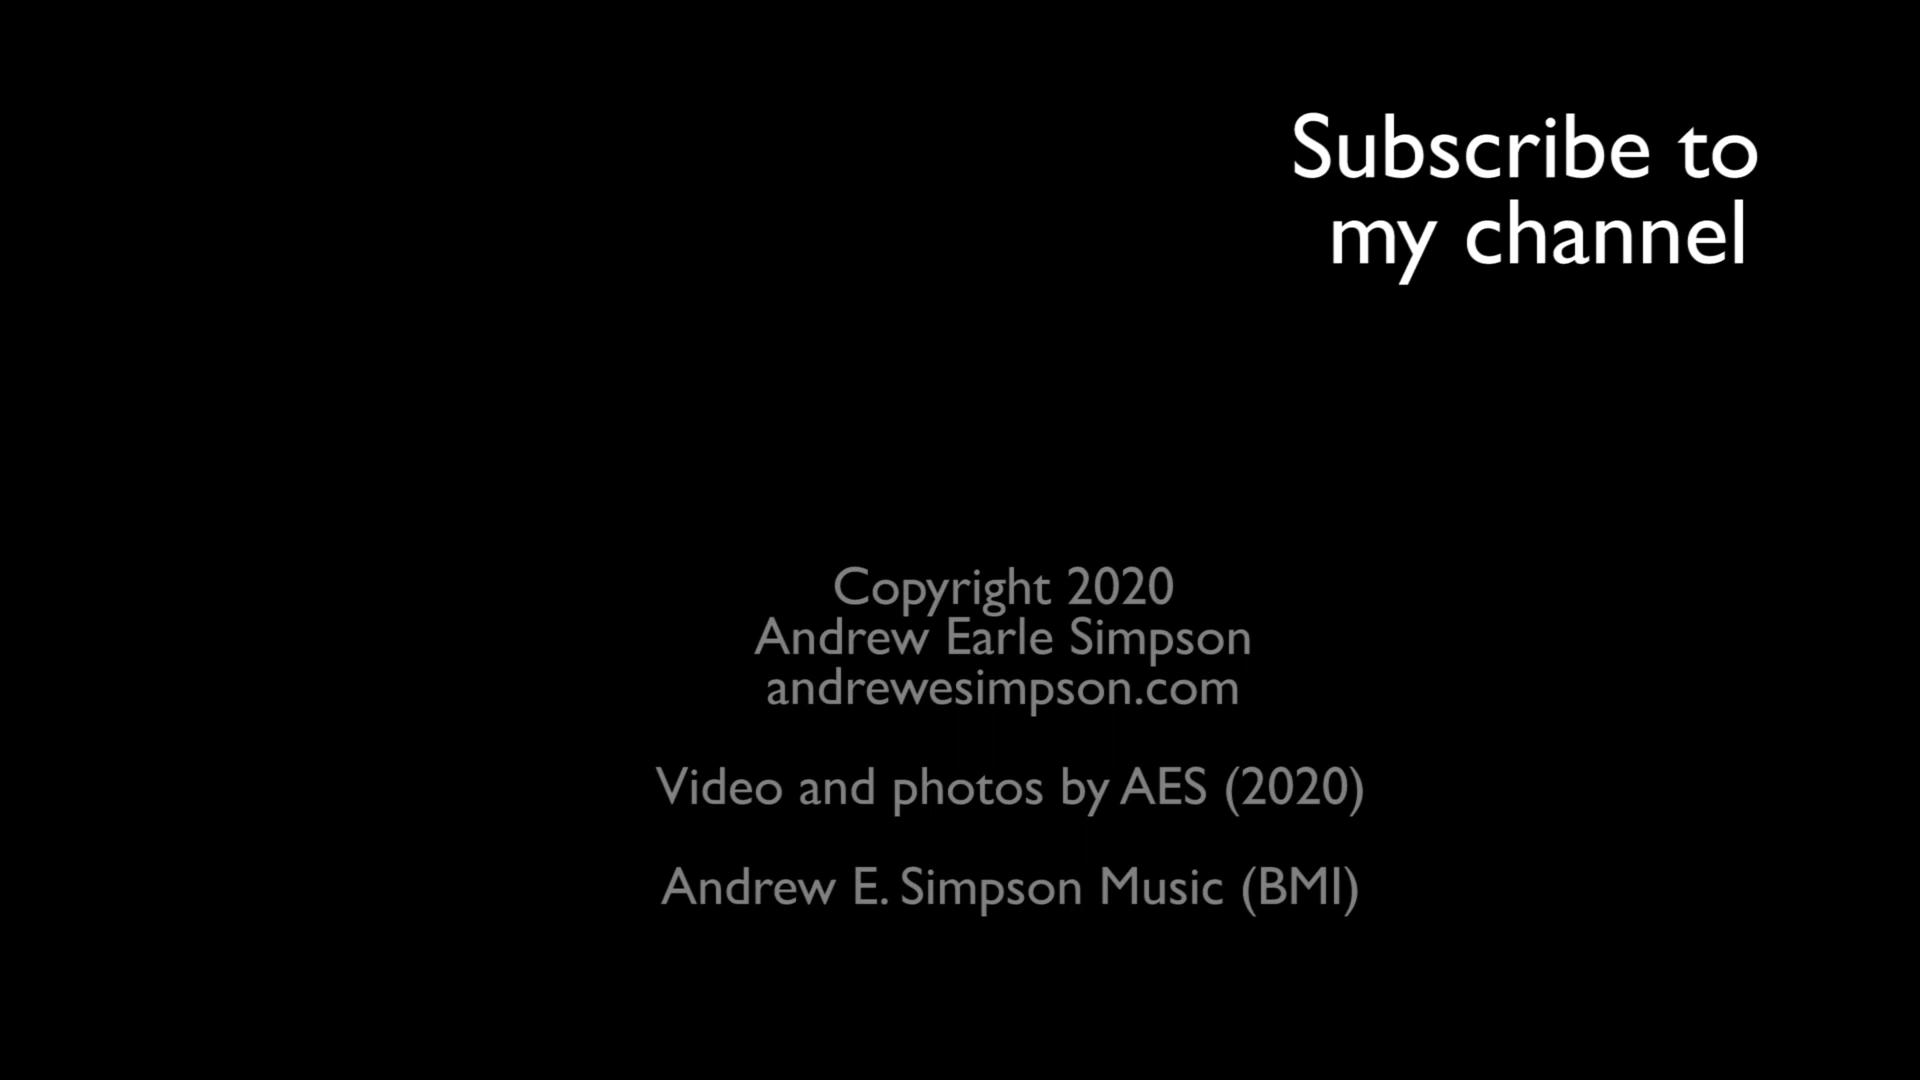 Subscribe to
my channel
Copyright 2020
Andrew Earle Simpson
andrewesimpson.com
Video and photos by AES (2020)
Andrew E. Simpson Music (BMI)